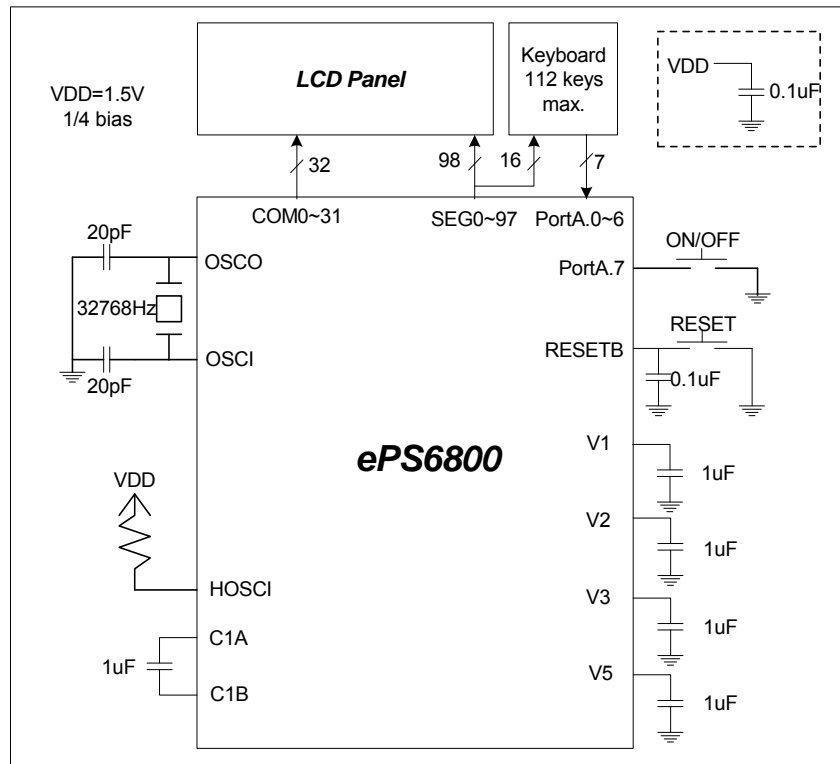 LCD Panel
Keyboard
112 keys
max.
VDD
0.1uF
VDD=1.5V
1/4 bias
32
98
16
7
COM0~31
SEG0~97
PortA.0~6
20pF
OSCO
32768Hz
OSCI
20pF
PortA.7
ON/OFF
RESETB
RESET
0.1uF
ePS6800
V1
1uF
V2
1uF
V3
1uF
V5
1uF
VDD
HOSCI
C1A
1uF
C1B